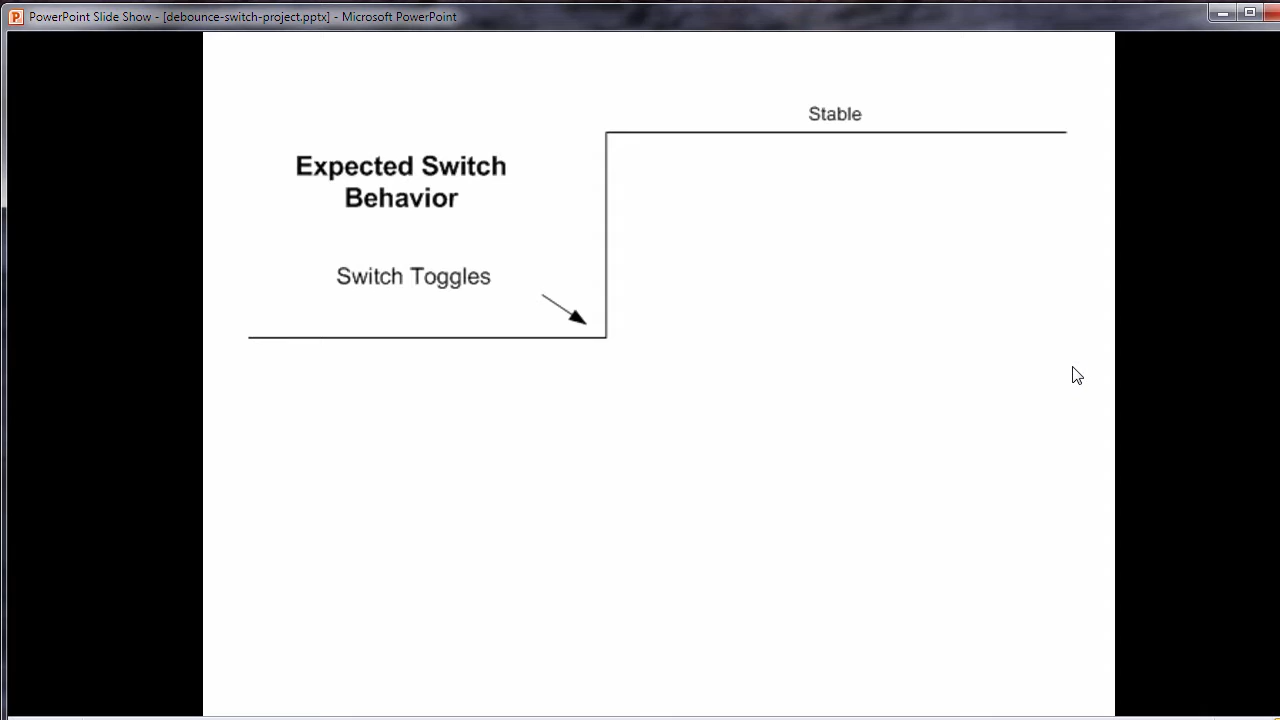 PowerPoint Slide Show - [debounce-switch-project.pptx] - Microsoft PowerPoint
Stable
Expected Switch
Behavior
Switch Toggles